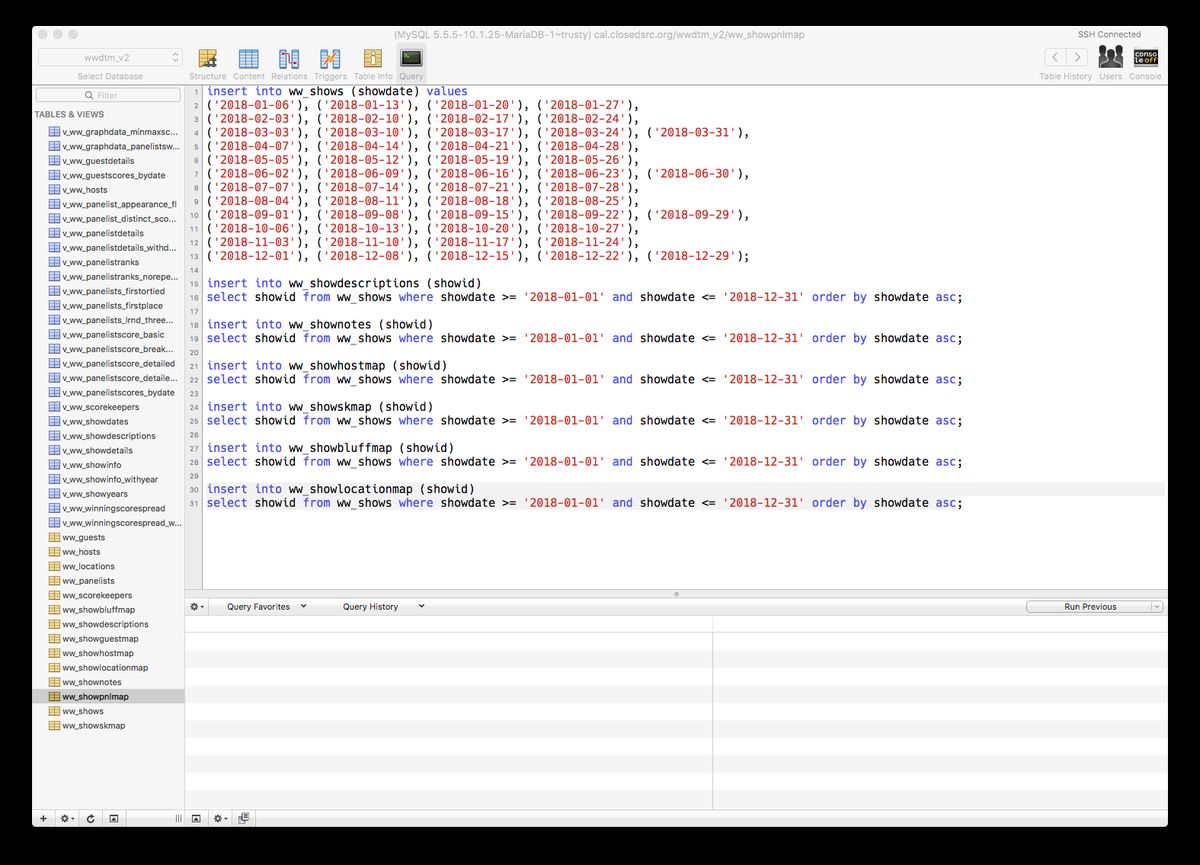 (MySQL 5.5.5-10.1.25-MariaDB-1~trusty) cal.closedsrc.org/wwdtm_v2/ww_showpnlmap
SSH Connected
wwdtm_v2
Select Database
Structure Content Relations Triggers Table Info Query
Table History Users Console
conso
le off
Filter
TABLES & VIEWS
v_ww_graphdata_minmaxsc...
v_ww_graphdata_panelistsw...
v_ww_guestdetails
v_ww_guestscores_bydate
v_ww_hosts
v_ww_panelist_appearance_fl
v_ww_panelist_distinct_sco...
v_ww_panelistdetails
v_ww_panelistdetails_withd...
v_ww_panelistranks
v_ww_panelistranks_norepe...
v_ww_panelists_firstortied
v_ww_panelists_firstplace
v_ww_panelists_lrnd_three...
v_ww_panelistscore_basic
v_ww_panelistscore_break...
v_ww_panelistscore_detailed
v_ww_panelistscore_detaile...
v_ww_panelistscores_bydate
v_ww_scorekeepers
v_ww_showdates
v_ww_showdescriptions
v_ww_showdetails
v_ww_showinfo
v_ww_showinfo_withyear
v_ww_showyears
v_ww_winningscorespread
v_ww_winningscorespread_w...
ww_guests
ww_hosts
ww_locations
ww_panelists
ww_scorekeepers
ww_showbluffmap
ww_showdescriptions
ww_showguestmap
ww_showhostmap
ww_showlocationmap
ww_shownotes
ww_showpnlmap
ww_shows
ww_showskmap
1 insert into ww_shows (showdate) values
2 ('2018-01-06'), ('2018-01-13'), ('2018-01-20'), ('2018-01-27'),
3 ('2018-02-03'), ('2018-02-10'), ('2018-02-17'), ('2018-02-24'),
4 ('2018-03-03'), ('2018-03-10'), ('2018-03-17'), ('2018-03-24'), ('2018-03-31'),
5 ('2018-04-07'), ('2018-04-14'), ('2018-04-21'), ('2018-04-28'),
6 ('2018-05-05'), ('2018-05-12'), ('2018-05-19'), ('2018-05-26'),
7 ('2018-06-02'), ('2018-06-09'), ('2018-06-16'), ('2018-06-23'), ('2018-06-30'),
8 ('2018-07-07'), ('2018-07-14'), ('2018-07-21'), ('2018-07-28'),
9 ('2018-08-04'), ('2018-08-11'), ('2018-08-18'), ('2018-08-25'),
10 ('2018-09-01'), ('2018-09-08'), ('2018-09-15'), ('2018-09-22'), ('2018-09-29'),
11 ('2018-10-06'), ('2018-10-13'), ('2018-10-20'), ('2018-10-27'),
12 ('2018-11-03'), ('2018-11-10'), ('2018-11-17'), ('2018-11-24'),
13 ('2018-12-01'), ('2018-12-08'), ('2018-12-15'), ('2018-12-22'), ('2018-12-29');
14
15 insert into ww_showdescriptions (showid)
16 select showid from ww_shows where showdate >= '2018-01-01' and showdate <= '2018-12-31' order by showdate asc;
17
18 insert into ww_shownotes (showid)
19 select showid from ww_shows where showdate >= '2018-01-01' and showdate <= '2018-12-31' order by showdate asc;
20
21 insert into ww_showhostmap (showid)
22 select showid from ww_shows where showdate >= '2018-01-01' and showdate <= '2018-12-31' order by showdate asc;
23
24 insert into ww_showskmap (showid)
25 select showid from ww_shows where showdate >= '2018-01-01' and showdate <= '2018-12-31' order by showdate asc;
26
27 insert into ww_showbluffmap (showid)
28 select showid from ww_shows where showdate >= '2018-01-01' and showdate <= '2018-12-31' order by showdate asc;
29
30 insert into ww_showlocationmap (showid)
31 select showid from ww_shows where showdate >= '2018-01-01' and showdate <= '2018-12-31' order by showdate asc;
Query Favorites Query History Run Previous